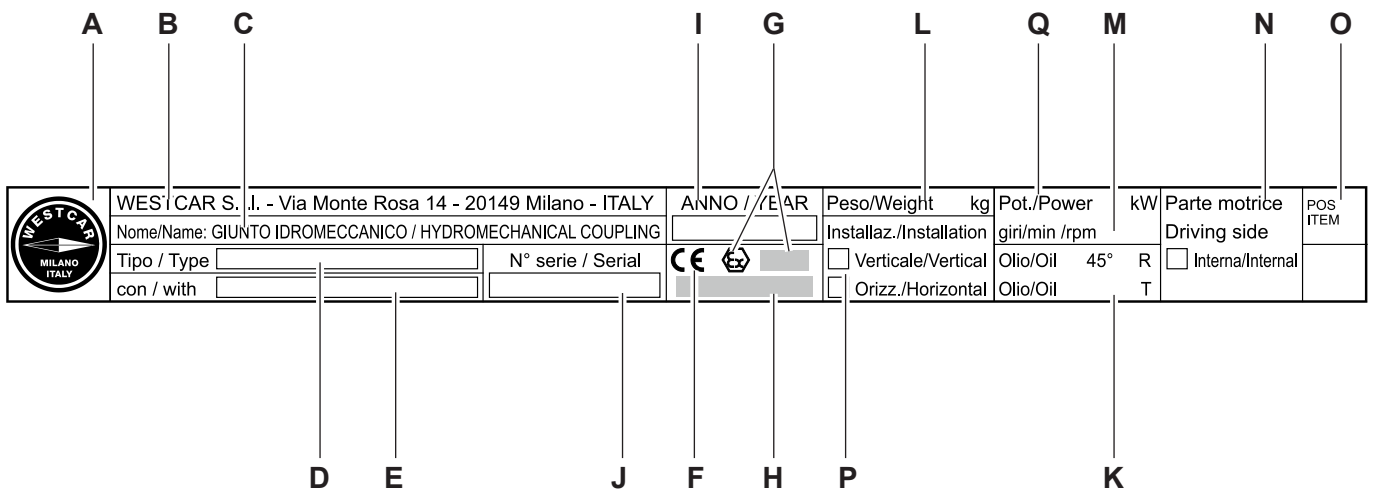 A B C I G L Q M N O
WESTCAR MILANO ITALY
WESTCAR S.r.l. - Via Monte Rosa 14 - 20149 Milano - ITALY
Nome/Name: GIUNTO IDROMECCANICO / HYDROMECHANICAL COUPLING
Tipo / Type
con / with
N° serie / Serial
ANNO / YEAR
CE Ex
Peso/Weight kg
Installaz./Installation
Verticale/Vertical
Orizz./Horizontal
Pot./Power kW
giri/min /rpm
Olio/Oil 45° R
Olio/Oil T
Parte motrice
Driving side
Interna/Internal
POS
ITEM
D E J F H P K